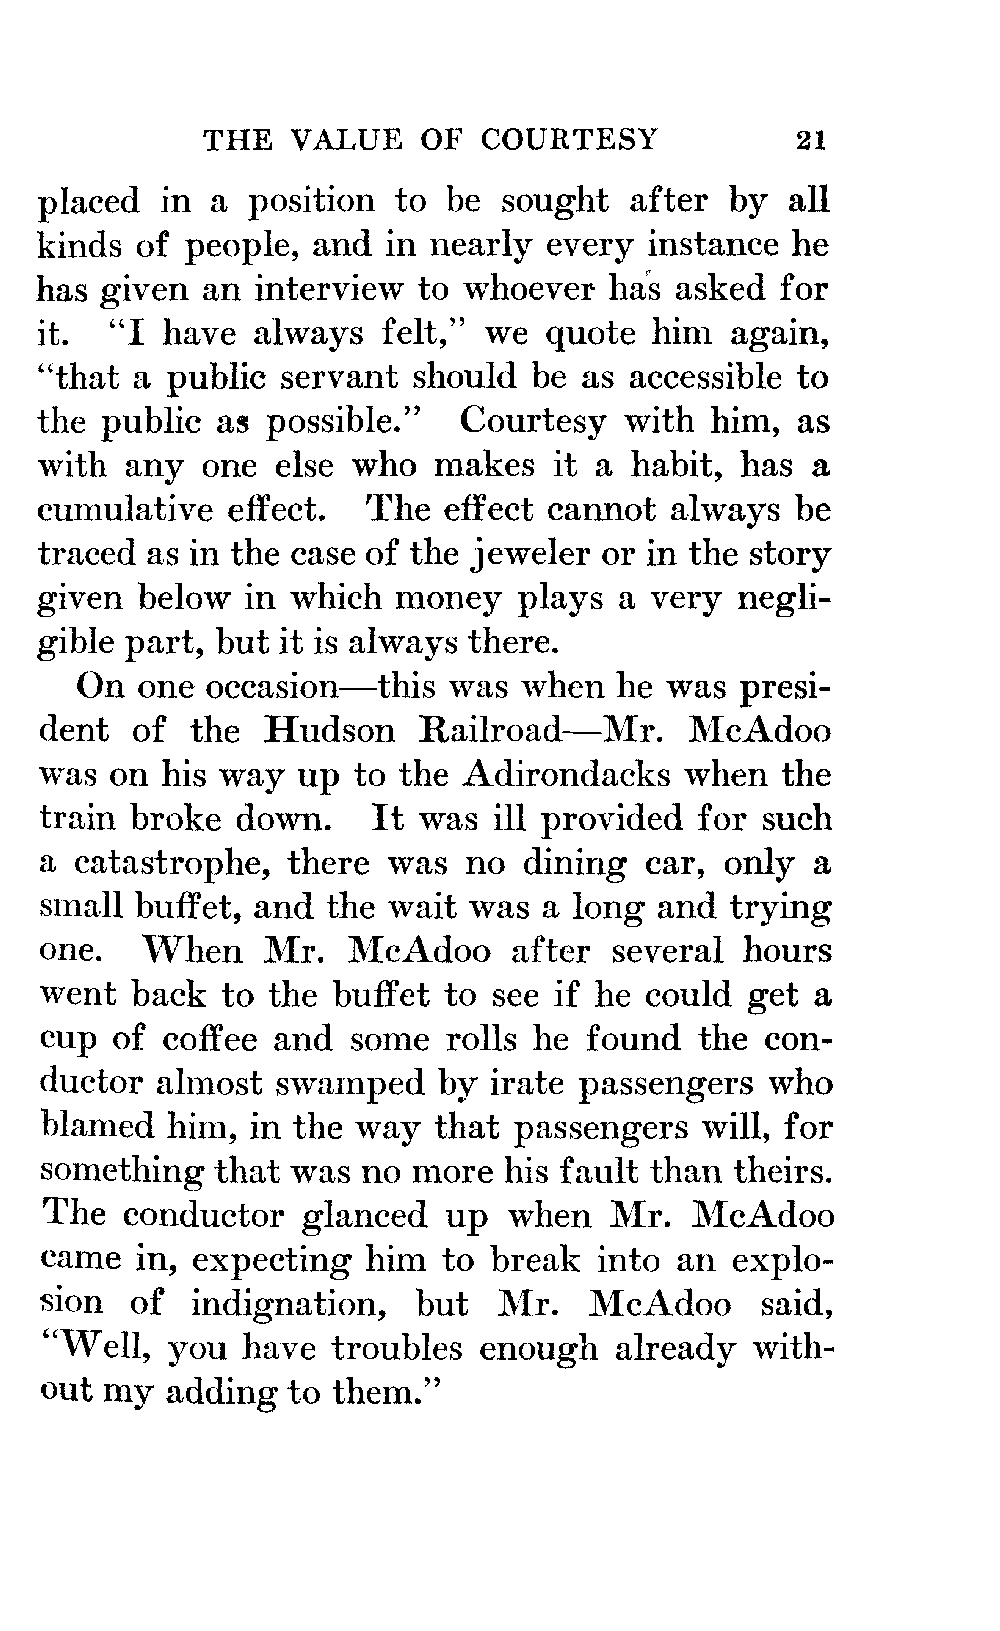 THE VALUE OF COURTESY 21
placed in a position to be sought after by all
kinds of people, and in nearly every instance he
has given an interview to whoever has asked for
it. “I have always felt,” we quote him again,
“that a public servant should be as accessible to
the public as possible.” Courtesy with him, as
with any one else who makes it a habit, has a
cumulative effect. The effect cannot always be
traced as in the case of the jeweler or in the story
given below in which money plays a very negli-
gible part, but it is always there.
On one occasion—this was when he was presi-
dent of the Hudson Railroad—Mr. McAdoo
was on his way up to the Adirondacks when the
train broke down. It was ill provided for such
a catastrophe, there was no dining car, only a
small buffet, and the wait was a long and trying
one. When Mr. McAdoo after several hours
went back to the buffet to see if he could get a
cup of coffee and some rolls he found the con-
ductor almost swamped by irate passengers who
blamed him, in the way that passengers will, for
something that was no more his fault than theirs.
The conductor glanced up when Mr. McAdoo
came in, expecting him to break into an explo-
sion of indignation, but Mr. McAdoo said,
“Well, you have troubles enough already with-
out my adding to them.”